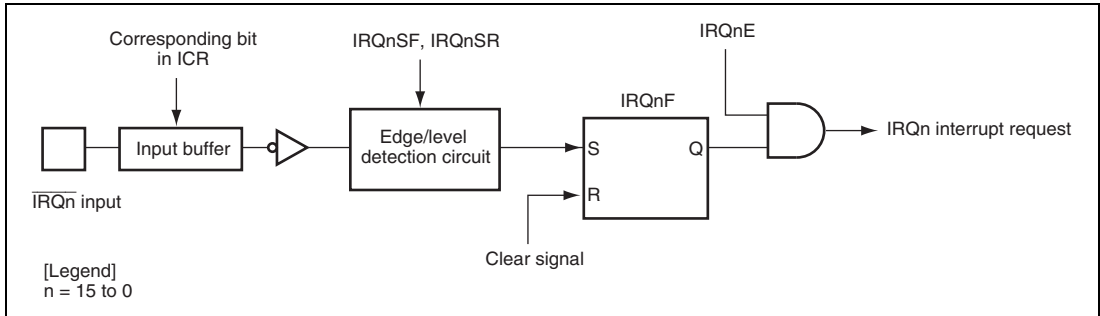 Corresponding bit
in ICR
IRQnSF, IRQnSR
IRQnE
IRQnF
Input buffer
Edge/level
detection circuit
S
Q
R
IRQn interrupt request
I̅R̅Q̅n̅ input
Clear signal
[Legend]
n = 15 to 0